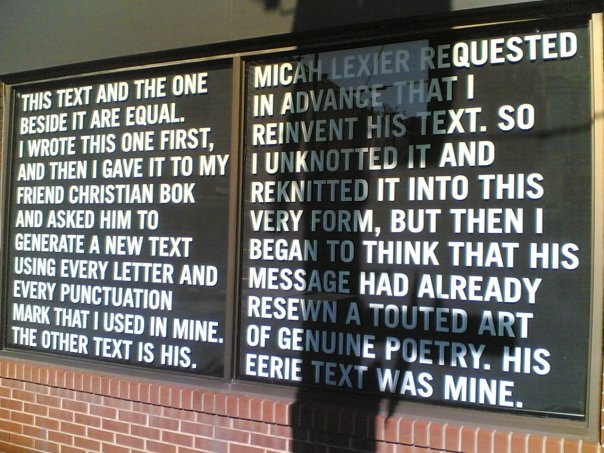 THIS TEXT AND THE ONE
BESIDE IT ARE EQUAL.
I WROTE THIS ONE FIRST,
AND THEN I GAVE IT TO MY
FRIEND CHRISTIAN BOK
AND ASKED HIM TO
GENERATE A NEW TEXT
USING EVERY LETTER AND
EVERY PUNCTUATION
MARK THAT I USED IN MINE.
THE OTHER TEXT IS HIS.
MICAH LEXIER REQUESTED
IN ADVANCE THAT I
REINVENT HIS TEXT. SO
I UNKNOTTED IT AND
REKNITTED IT INTO THIS
VERY FORM, BUT THEN I
BEGAN TO THINK THAT HIS
MESSAGE HAD ALREADY
RESEWN A TOUTED ART
OF GENUINE POETRY. HIS
EERIE TEXT WAS MINE.